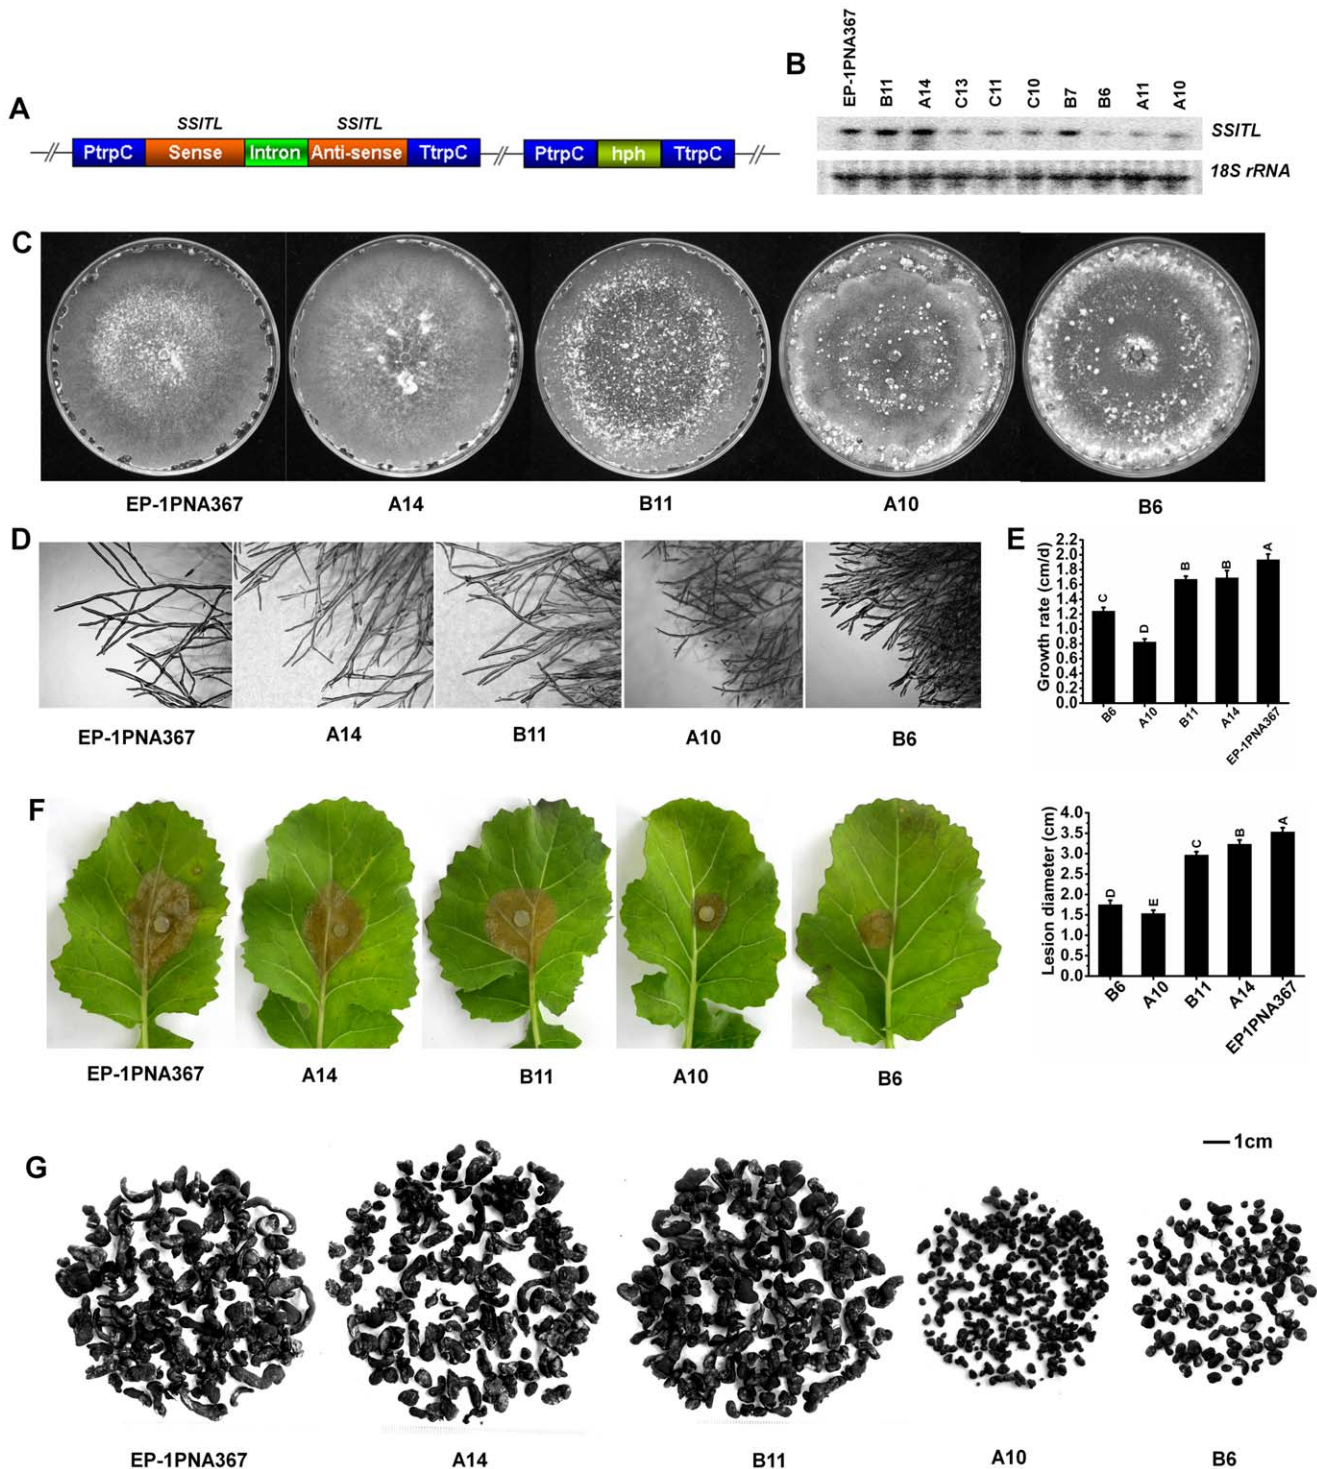 A
SSITL SSITL
PtrpC Sense Intron Anti-sense TtrpC PtrpC hph TtrpC
B
EP-1PNA367 B11 A14 C13 C11 C10 B7 B6 A11 A10
SSITL
18S rRNA
C
EP-1PNA367 A14 B11 A10 B6
D
EP-1PNA367 A14 B11 A10 B6
E
Growth rate (cm/d)
2.2
2.0
1.8
1.6
1.4
1.2
1.0
0.8
0.6
0.4
0.2
0.0
C D B B A
B6 A10 B11 A14 EP-1PNA367
F
EP-1PNA367 A14 B11 A10 B6
Lesion diameter (cm)
4.0
3.5
3.0
2.5
2.0
1.5
1.0
0.5
0.0
D E C B A
B6 A10 B11 A14 EP1PNA367
G
1cm
EP-1PNA367 A14 B11 A10 B6